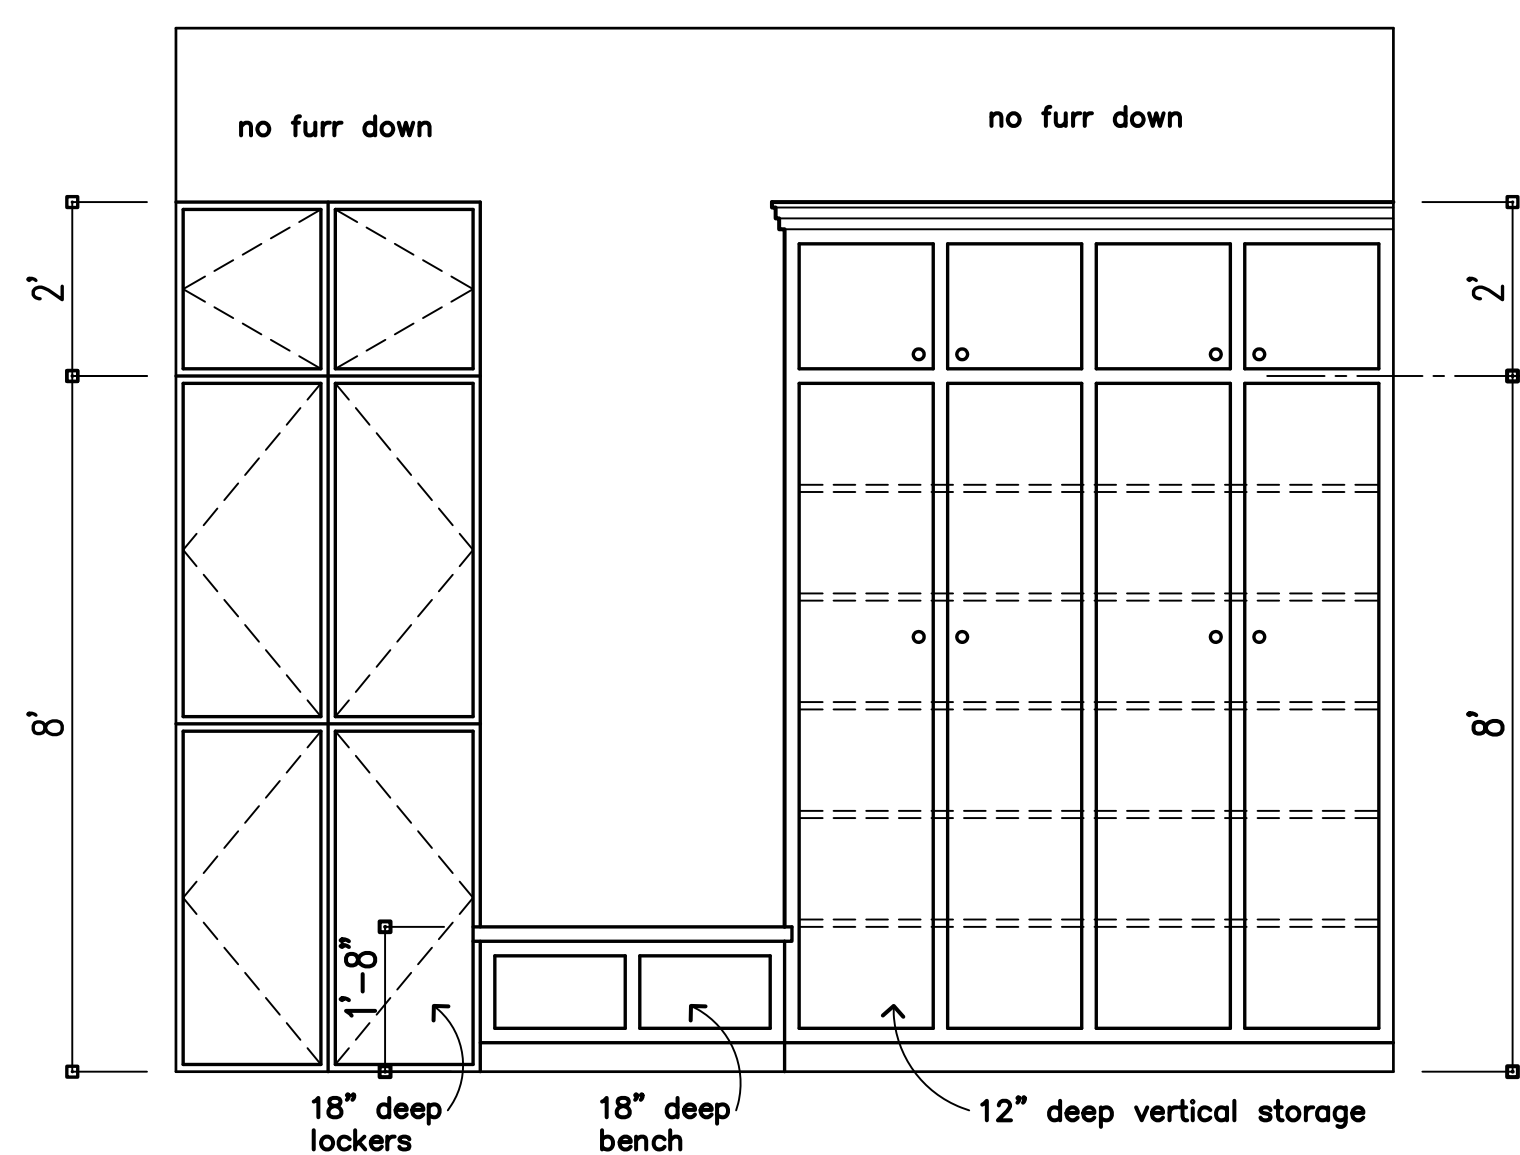 no furr down
no furr down
2'
2'
8'
8'
1'-8"
18" deep
lockers
18" deep
bench
12" deep vertical storage